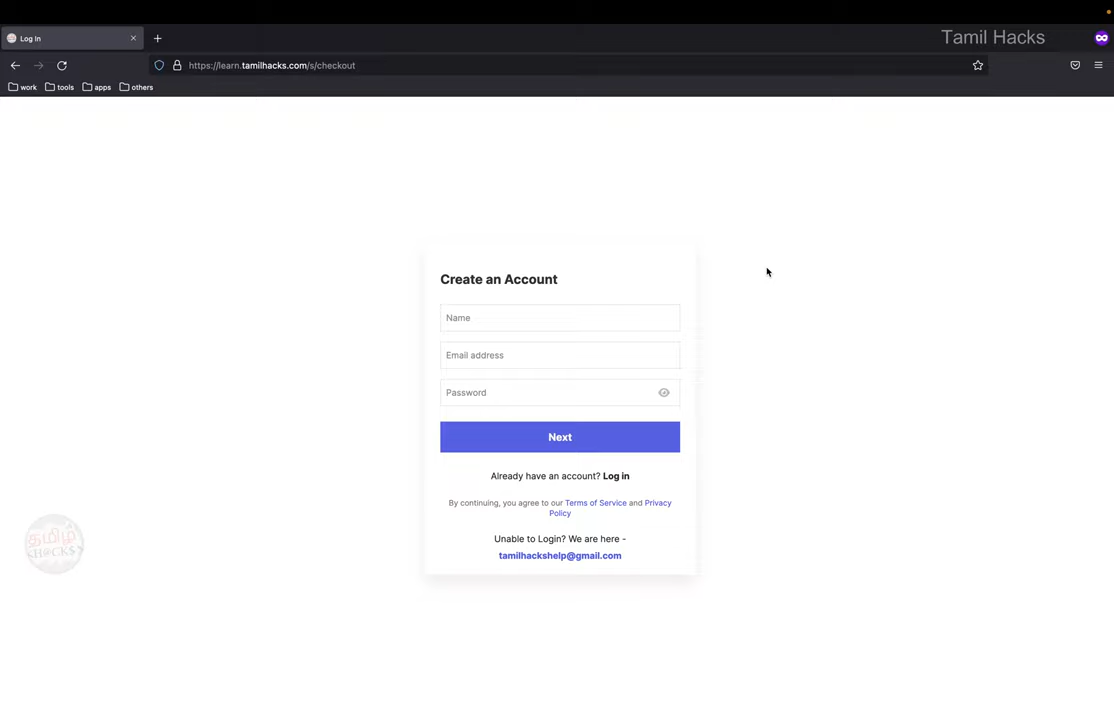 Log In
Tamil Hacks
https://learn.tamilhacks.com/s/checkout
work tools apps others
Create an Account
Name
Email address
Password
Next
Already have an account? Log in
By continuing, you agree to our Terms of Service and Privacy
Policy
Unable to Login? We are here -
tamilhackshelp@gmail.com
தமிழ்
<H@CKS>